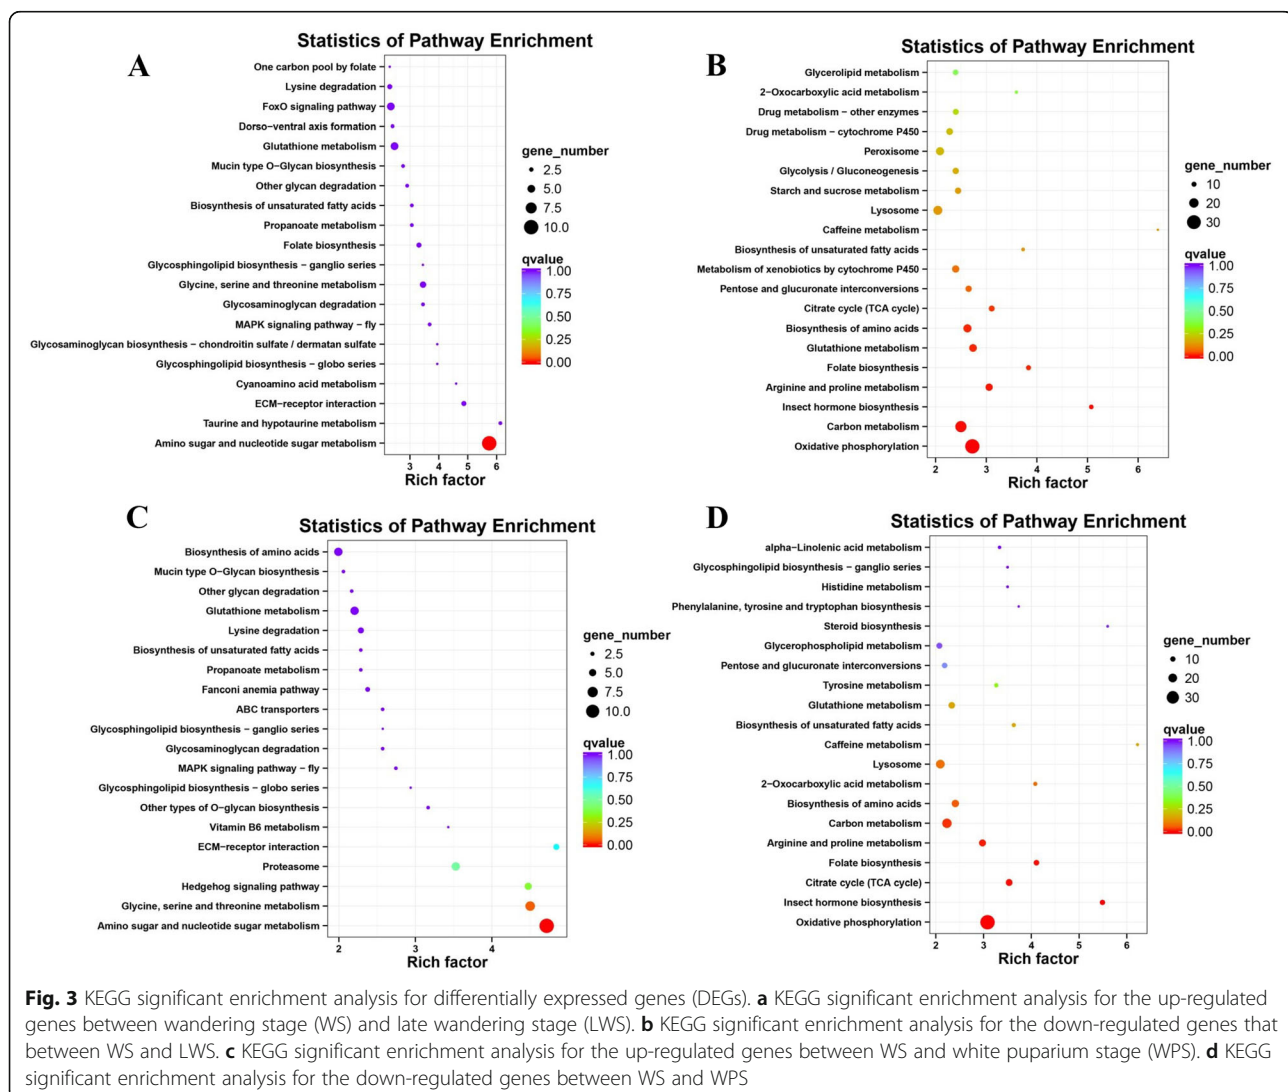 A
Statistics of Pathway Enrichment
One carbon pool by folate
Lysine degradation
FoxO signaling pathway
Dorso−ventral axis formation
Glutathione metabolism
Mucin type O−Glycan biosynthesis
Other glycan degradation
Biosynthesis of unsaturated fatty acids
Propanoate metabolism
Folate biosynthesis
Glycosphingolipid biosynthesis − ganglio series
Glycine, serine and threonine metabolism
Glycosaminoglycan degradation
MAPK signaling pathway − fly
Glycosaminoglycan biosynthesis − chondroitin sulfate / dermatan sulfate
Glycosphingolipid biosynthesis − globo series
Cyanoamino acid metabolism
ECM−receptor interaction
Taurine and hypotaurine metabolism
Amino sugar and nucleotide sugar metabolism
3 4 5 6
Rich factor
gene_number
2.5
5.0
7.5
10.0
qvalue
1.00
0.75
0.50
0.25
0.00
B
Statistics of Pathway Enrichment
Glycerolipid metabolism
2−Oxocarboxylic acid metabolism
Drug metabolism − other enzymes
Drug metabolism − cytochrome P450
Peroxisome
Glycolysis / Gluconeogenesis
Starch and sucrose metabolism
Lysosome
Caffeine metabolism
Biosynthesis of unsaturated fatty acids
Metabolism of xenobiotics by cytochrome P450
Pentose and glucuronate interconversions
Citrate cycle (TCA cycle)
Biosynthesis of amino acids
Glutathione metabolism
Folate biosynthesis
Arginine and proline metabolism
Insect hormone biosynthesis
Carbon metabolism
Oxidative phosphorylation
2 3 4 5 6
Rich factor
gene_number
10
20
30
qvalue
1.00
0.75
0.50
0.25
0.00
C
Statistics of Pathway Enrichment
Biosynthesis of amino acids
Mucin type O−Glycan biosynthesis
Other glycan degradation
Glutathione metabolism
Lysine degradation
Biosynthesis of unsaturated fatty acids
Propanoate metabolism
Fanconi anemia pathway
ABC transporters
Glycosphingolipid biosynthesis − ganglio series
Glycosaminoglycan degradation
MAPK signaling pathway − fly
Glycosphingolipid biosynthesis − globo series
Other types of O−glycan biosynthesis
Vitamin B6 metabolism
ECM−receptor interaction
Proteasome
Hedgehog signaling pathway
Glycine, serine and threonine metabolism
Amino sugar and nucleotide sugar metabolism
2 3 4
Rich factor
gene_number
2.5
5.0
7.5
10.0
qvalue
1.00
0.75
0.50
0.25
0.00
D
Statistics of Pathway Enrichment
alpha−Linolenic acid metabolism
Glycosphingolipid biosynthesis − ganglio series
Histidine metabolism
Phenylalanine, tyrosine and tryptophan biosynthesis
Steroid biosynthesis
Glycerophospholipid metabolism
Pentose and glucuronate interconversions
Tyrosine metabolism
Glutathione metabolism
Biosynthesis of unsaturated fatty acids
Caffeine metabolism
Lysosome
2−Oxocarboxylic acid metabolism
Biosynthesis of amino acids
Carbon metabolism
Arginine and proline metabolism
Folate biosynthesis
Citrate cycle (TCA cycle)
Insect hormone biosynthesis
Oxidative phosphorylation
2 3 4 5 6
Rich factor
gene_number
10
20
30
qvalue
1.00
0.75
0.50
0.25
0.00
Fig. 3 KEGG significant enrichment analysis for differentially expressed genes (DEGs). a KEGG significant enrichment analysis for the up-regulated
genes between wandering stage (WS) and late wandering stage (LWS). b KEGG significant enrichment analysis for the down-regulated genes that
between WS and LWS. c KEGG significant enrichment analysis for the up-regulated genes between WS and white puparium stage (WPS). d KEGG
significant enrichment analysis for the down-regulated genes between WS and WPS